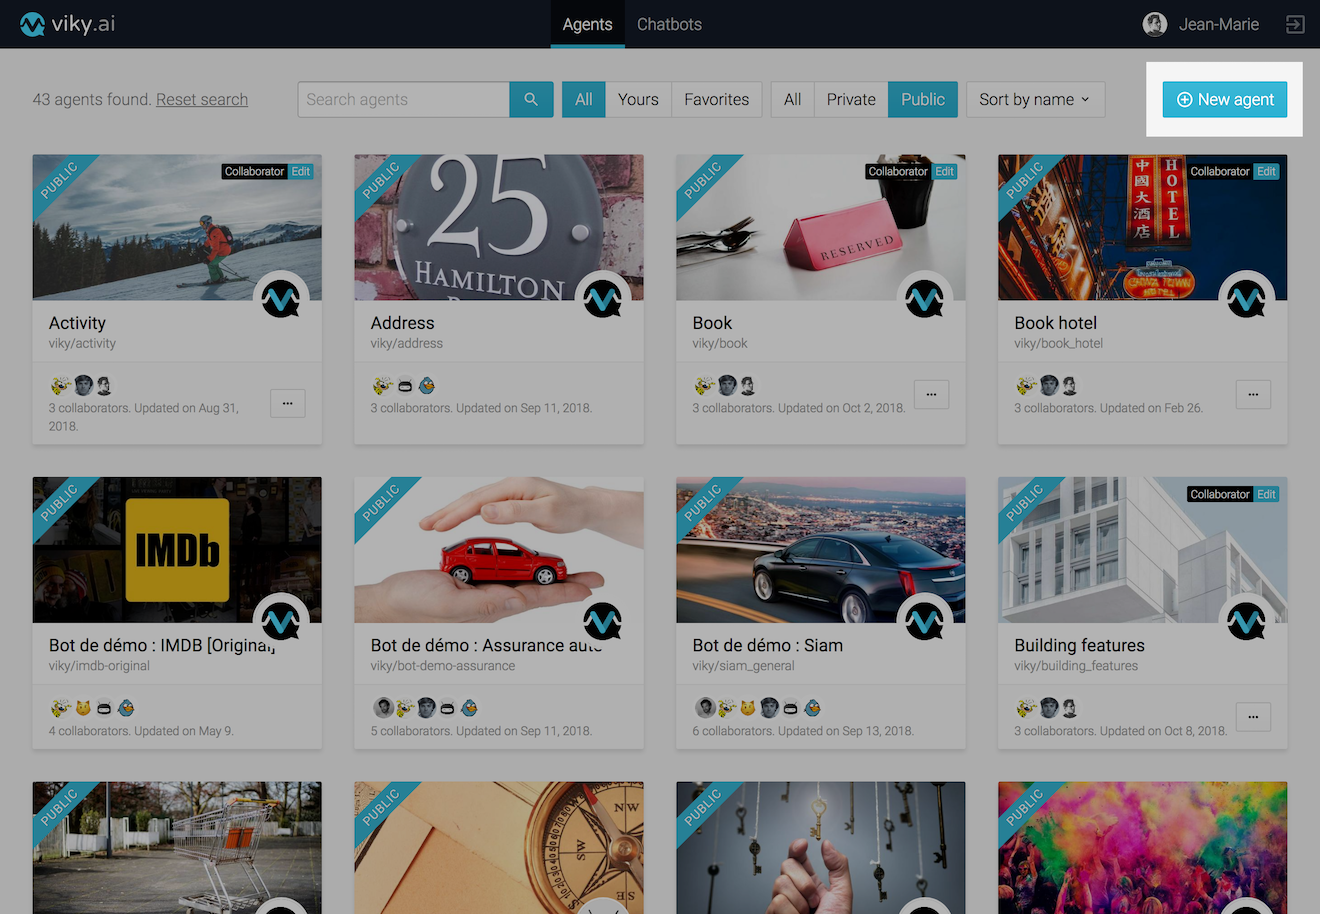 viky.ai
Agents
Chatbots
Jean-Marie
43 agents found. Reset search
Search agents
All
Yours
Favorites
All
Private
Public
Sort by name
New agent
PUBLIC
Collaborator Edit
PUBLIC
25
HAMILTON
PUBLIC
Collaborator Edit
RESERVED
PUBLIC
Collaborator Edit
中國大酒店
HOTEL
HOTEL
Activity
viky/activity
3 collaborators. Updated on Aug 31,
2018.
...
Address
viky/address
3 collaborators. Updated on Sep 11, 2018.
Book
viky/book
3 collaborators. Updated on Oct 2, 2018.
...
Book hotel
viky/book_hotel
3 collaborators. Updated on Feb 26.
...
PUBLIC
IMDb
PUBLIC
PUBLIC
PUBLIC
Collaborator Edit
Bot de démo : IMDB [Original]
viky/imdb-original
4 collaborators. Updated on May 9.
Bot de démo : Assurance auto
viky/bot-demo-assurance
5 collaborators. Updated on Sep 11, 2018.
Bot de démo : Siam
viky/siam_general
6 collaborators. Updated on Sep 13, 2018.
Building features
viky/building_features
3 collaborators. Updated on Oct 8, 2018.
...
PUBLIC
PUBLIC
NW
SW
SE
PUBLIC
PUBLIC